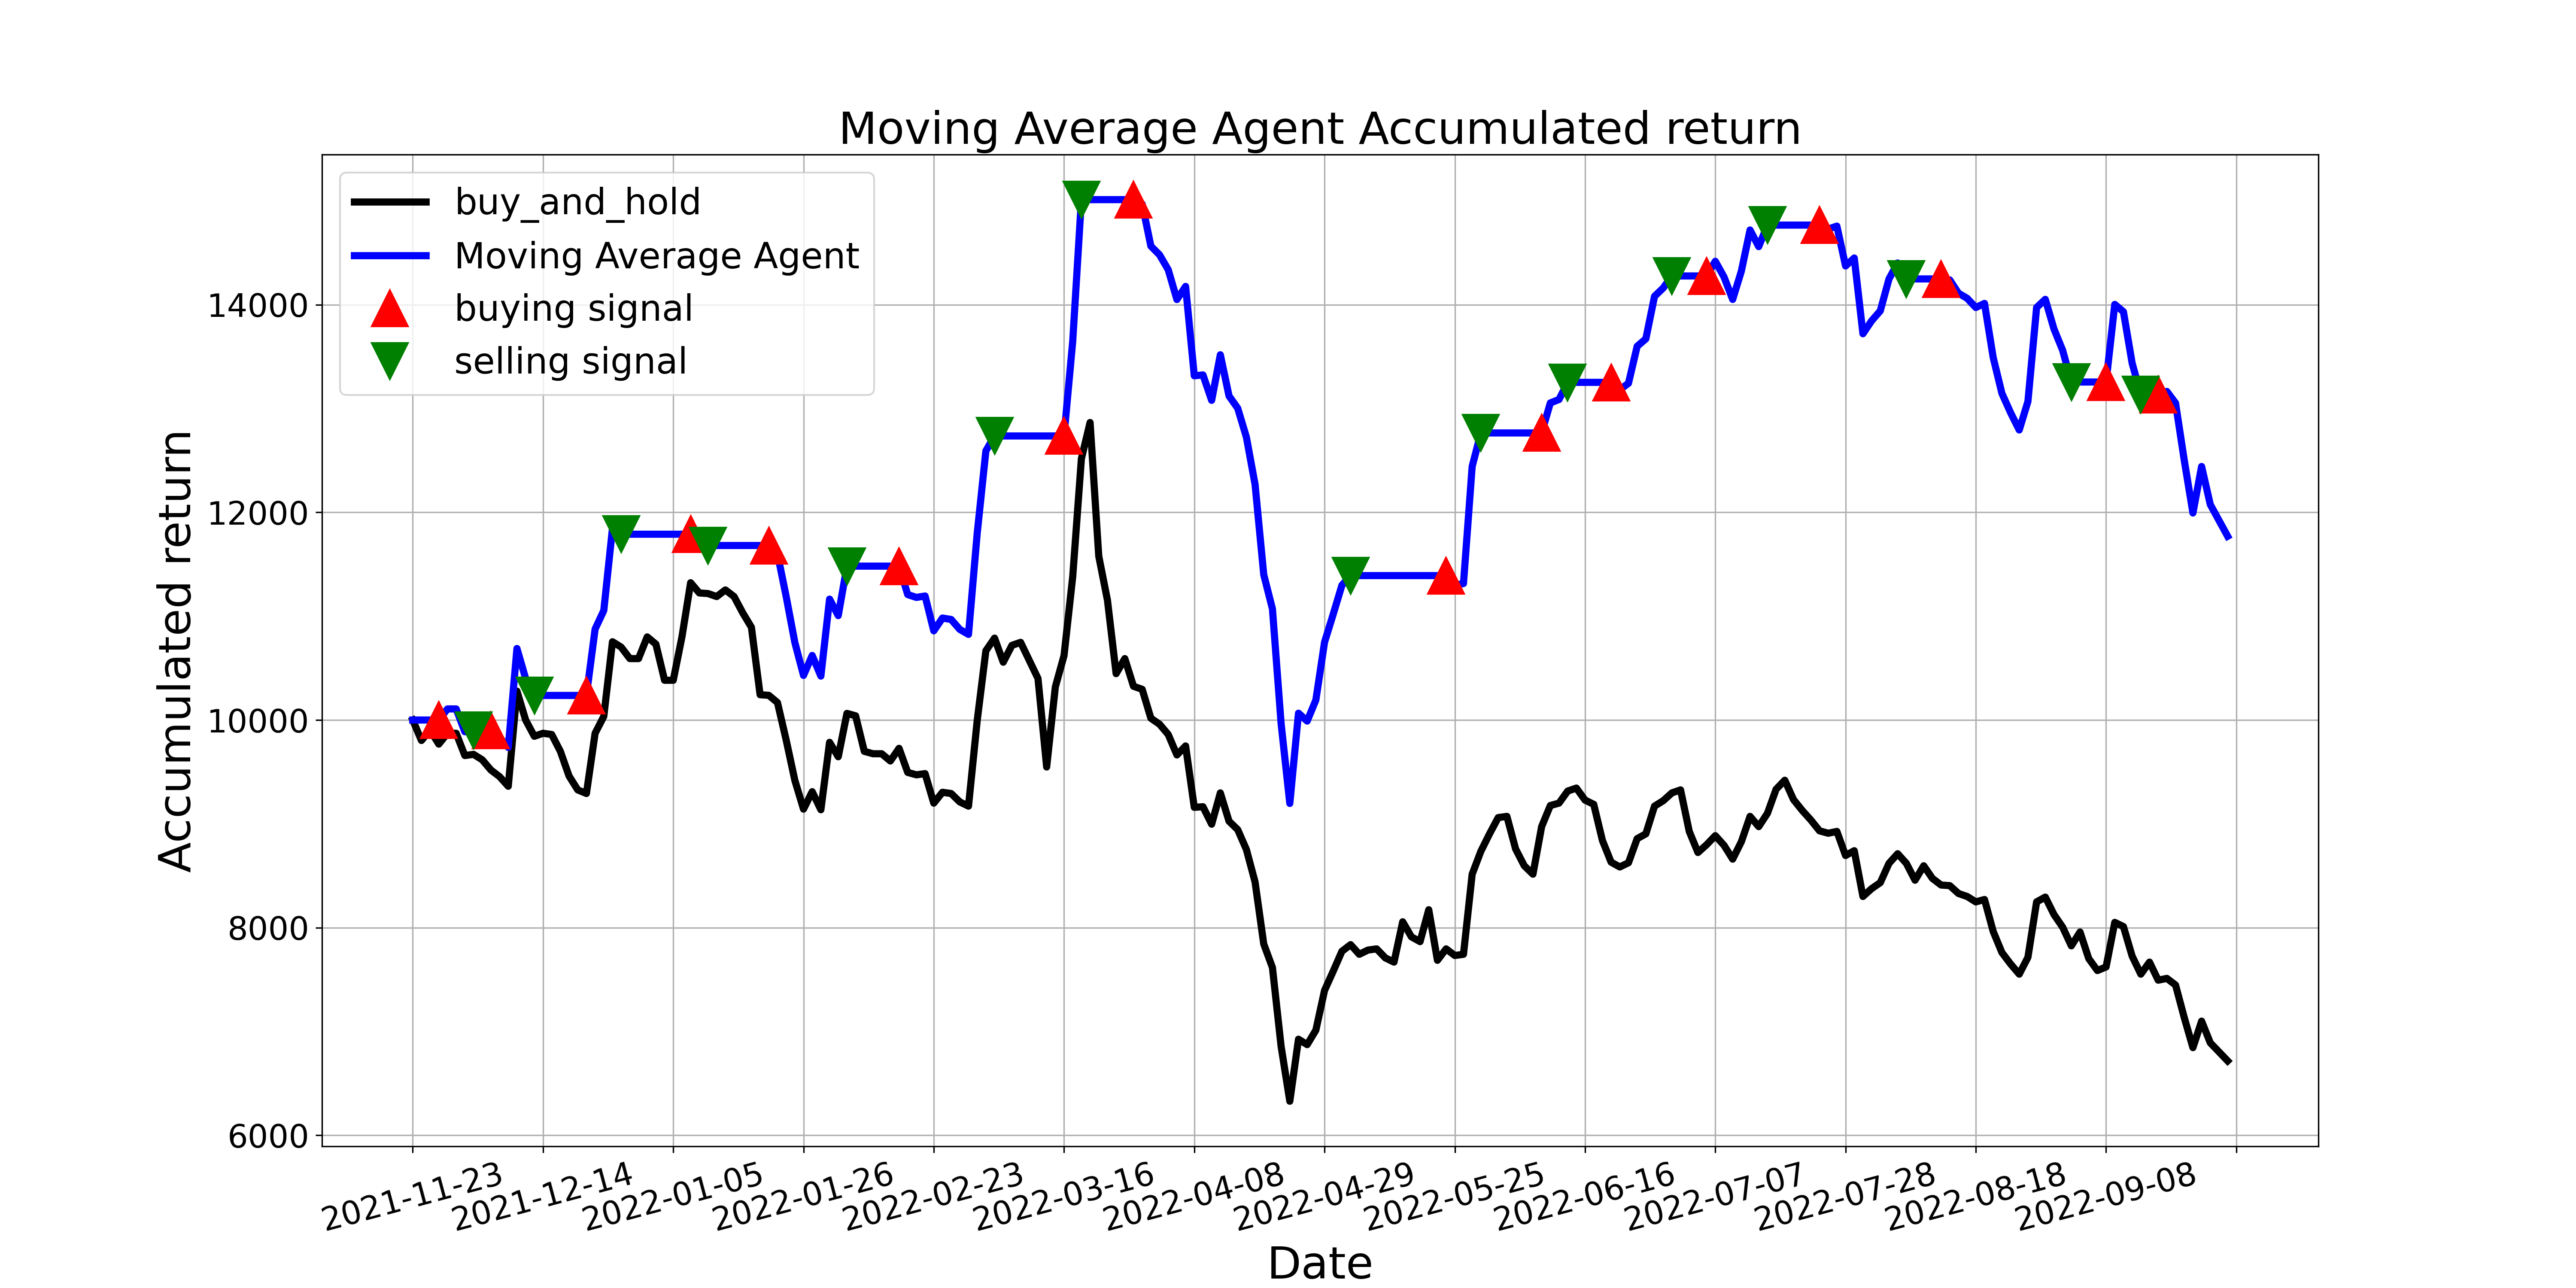 Moving Average Agent Accumulated return
buy_and_hold
Moving Average Agent
buying signal
selling signal
Accumulated return
14000
12000
10000
8000
6000
2021-11-23
2021-12-14
2022-01-05
2022-01-26
2022-02-23
2022-03-16
2022-04-08
2022-04-29
2022-05-25
2022-06-16
2022-07-07
2022-07-28
2022-08-18
2022-09-08
Date